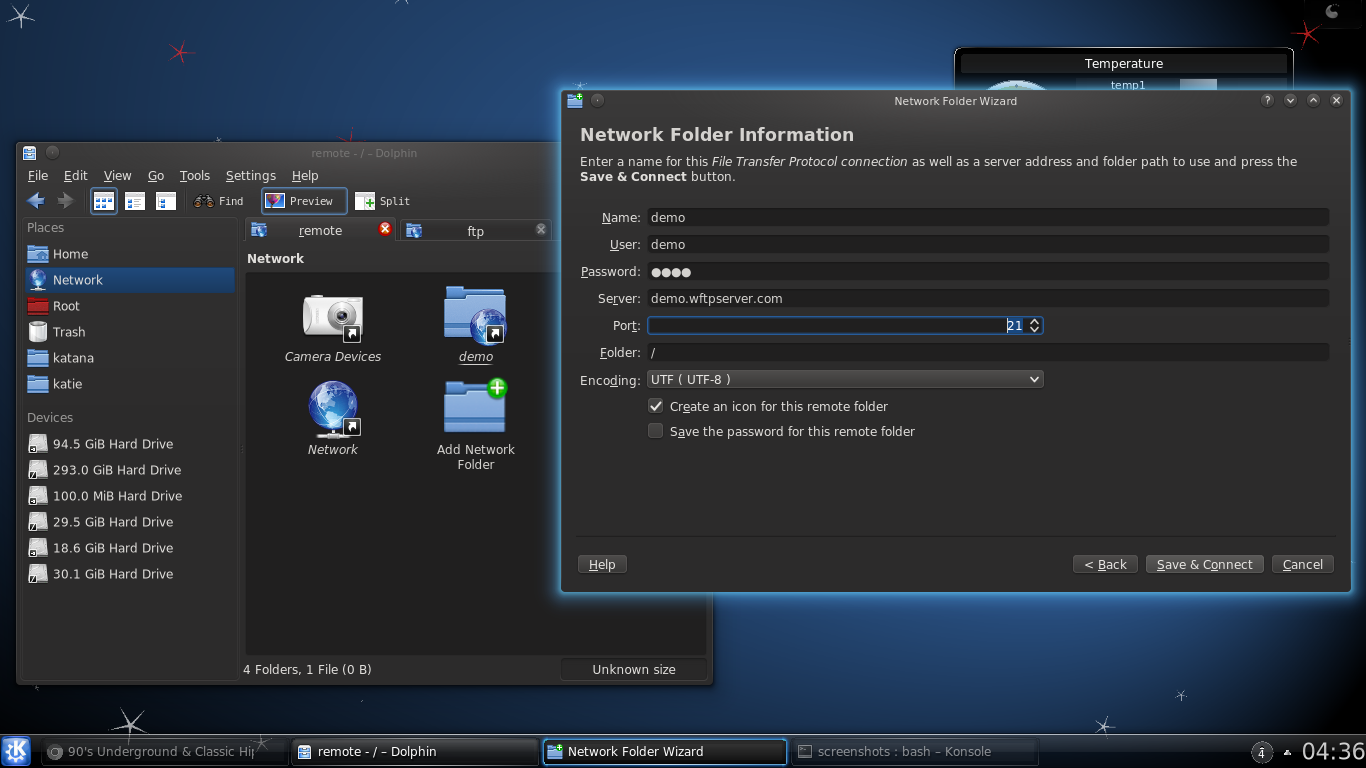 Temperature
temp1
Network Folder Wizard
?
Network Folder Information
Enter a name for this File Transfer Protocol connection as well as a server address and folder path to use and press the
Save & Connect button.
Name: demo
User: demo
Password: ●●●●
Server: demo.wftpserver.com
Port: 21
Folder: /
Encoding: UTF ( UTF-8 )
Create an icon for this remote folder
Save the password for this remote folder
Help
< Back
Save & Connect
Cancel
remote - / – Dolphin
File Edit View Go Tools Settings Help
Find Preview Split
Places
Home
Network
Root
Trash
katana
katie
Devices
94.5 GiB Hard Drive
293.0 GiB Hard Drive
100.0 MiB Hard Drive
29.5 GiB Hard Drive
18.6 GiB Hard Drive
30.1 GiB Hard Drive
remote ftp
Network
Camera Devices
demo
Network
Add Network
Folder
4 Folders, 1 File (0 B)
Unknown size
90's Underground & Classic
remote - / – Dolphin
Network Folder Wizard
screenshots : bash – Konsole
4
04:36